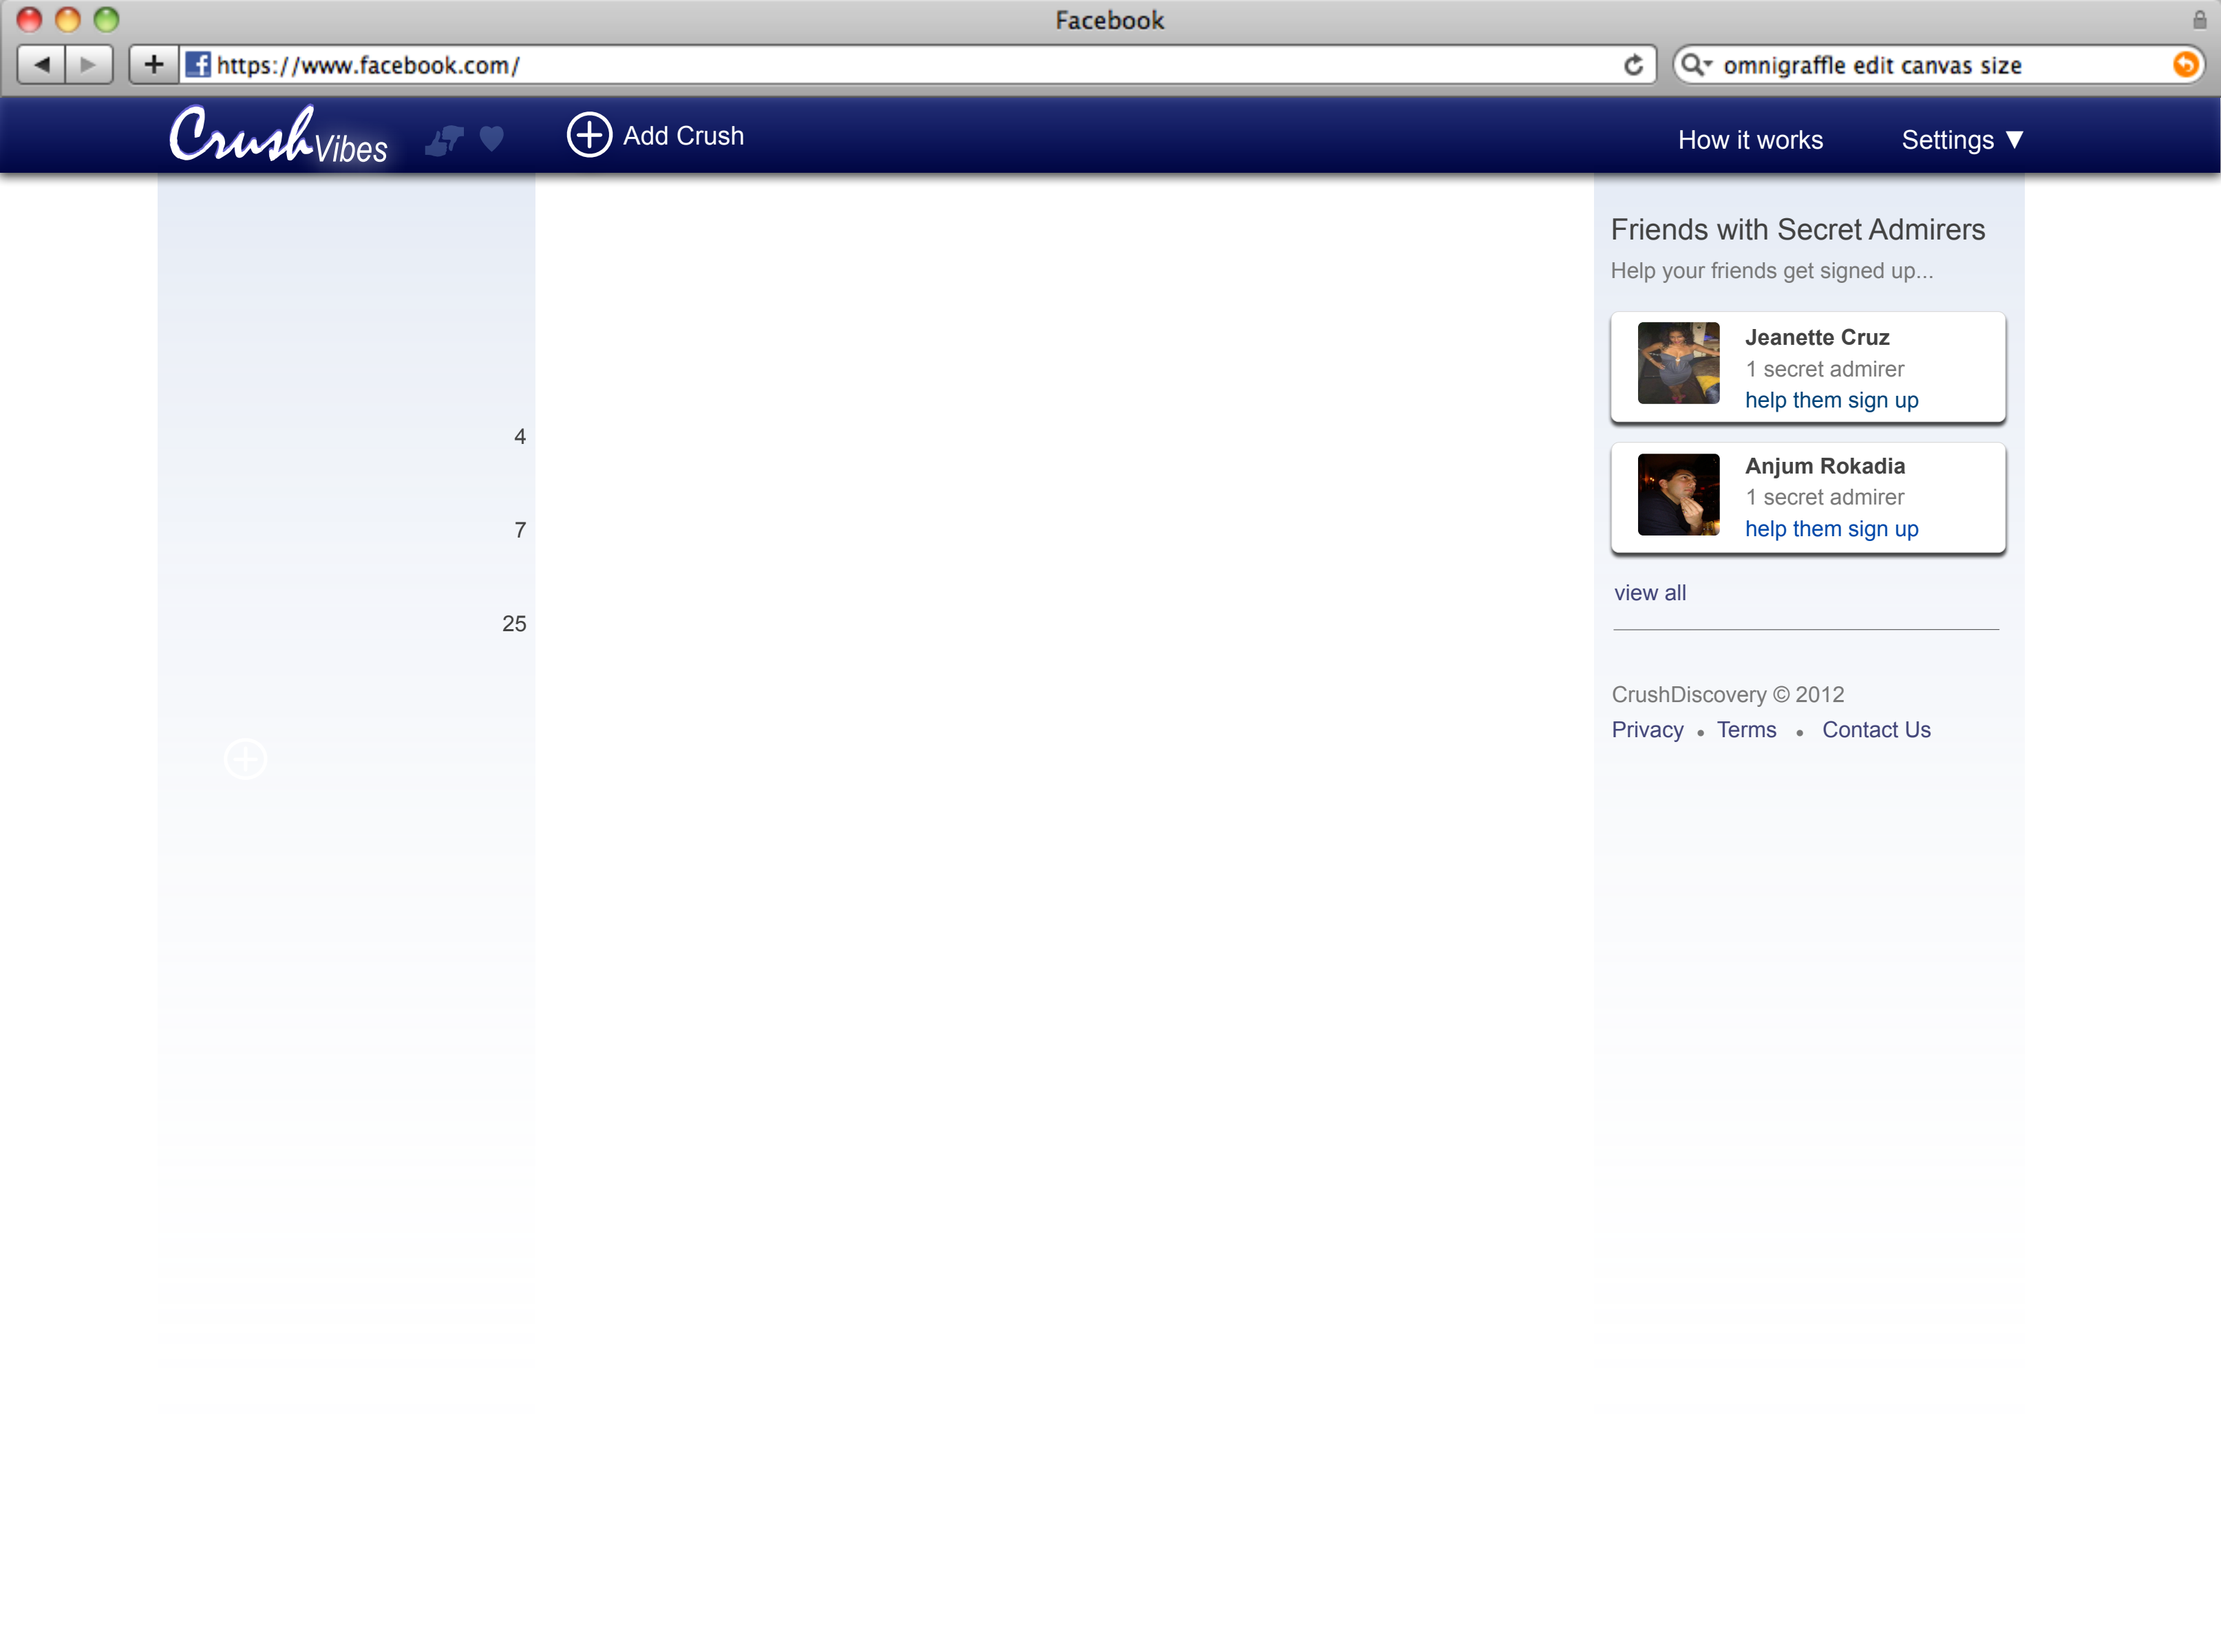 Facebook
https://www.facebook.com/
omnigraffle edit canvas size
Crush Vibes
Add Crush
How it works
Settings ▼
4
7
25
Friends with Secret Admirers
Help your friends get signed up...
Jeanette Cruz
1 secret admirer
help them sign up
Anjum Rokadia
1 secret admirer
help them sign up
view all
CrushDiscovery © 2012
Privacy • Terms • Contact Us